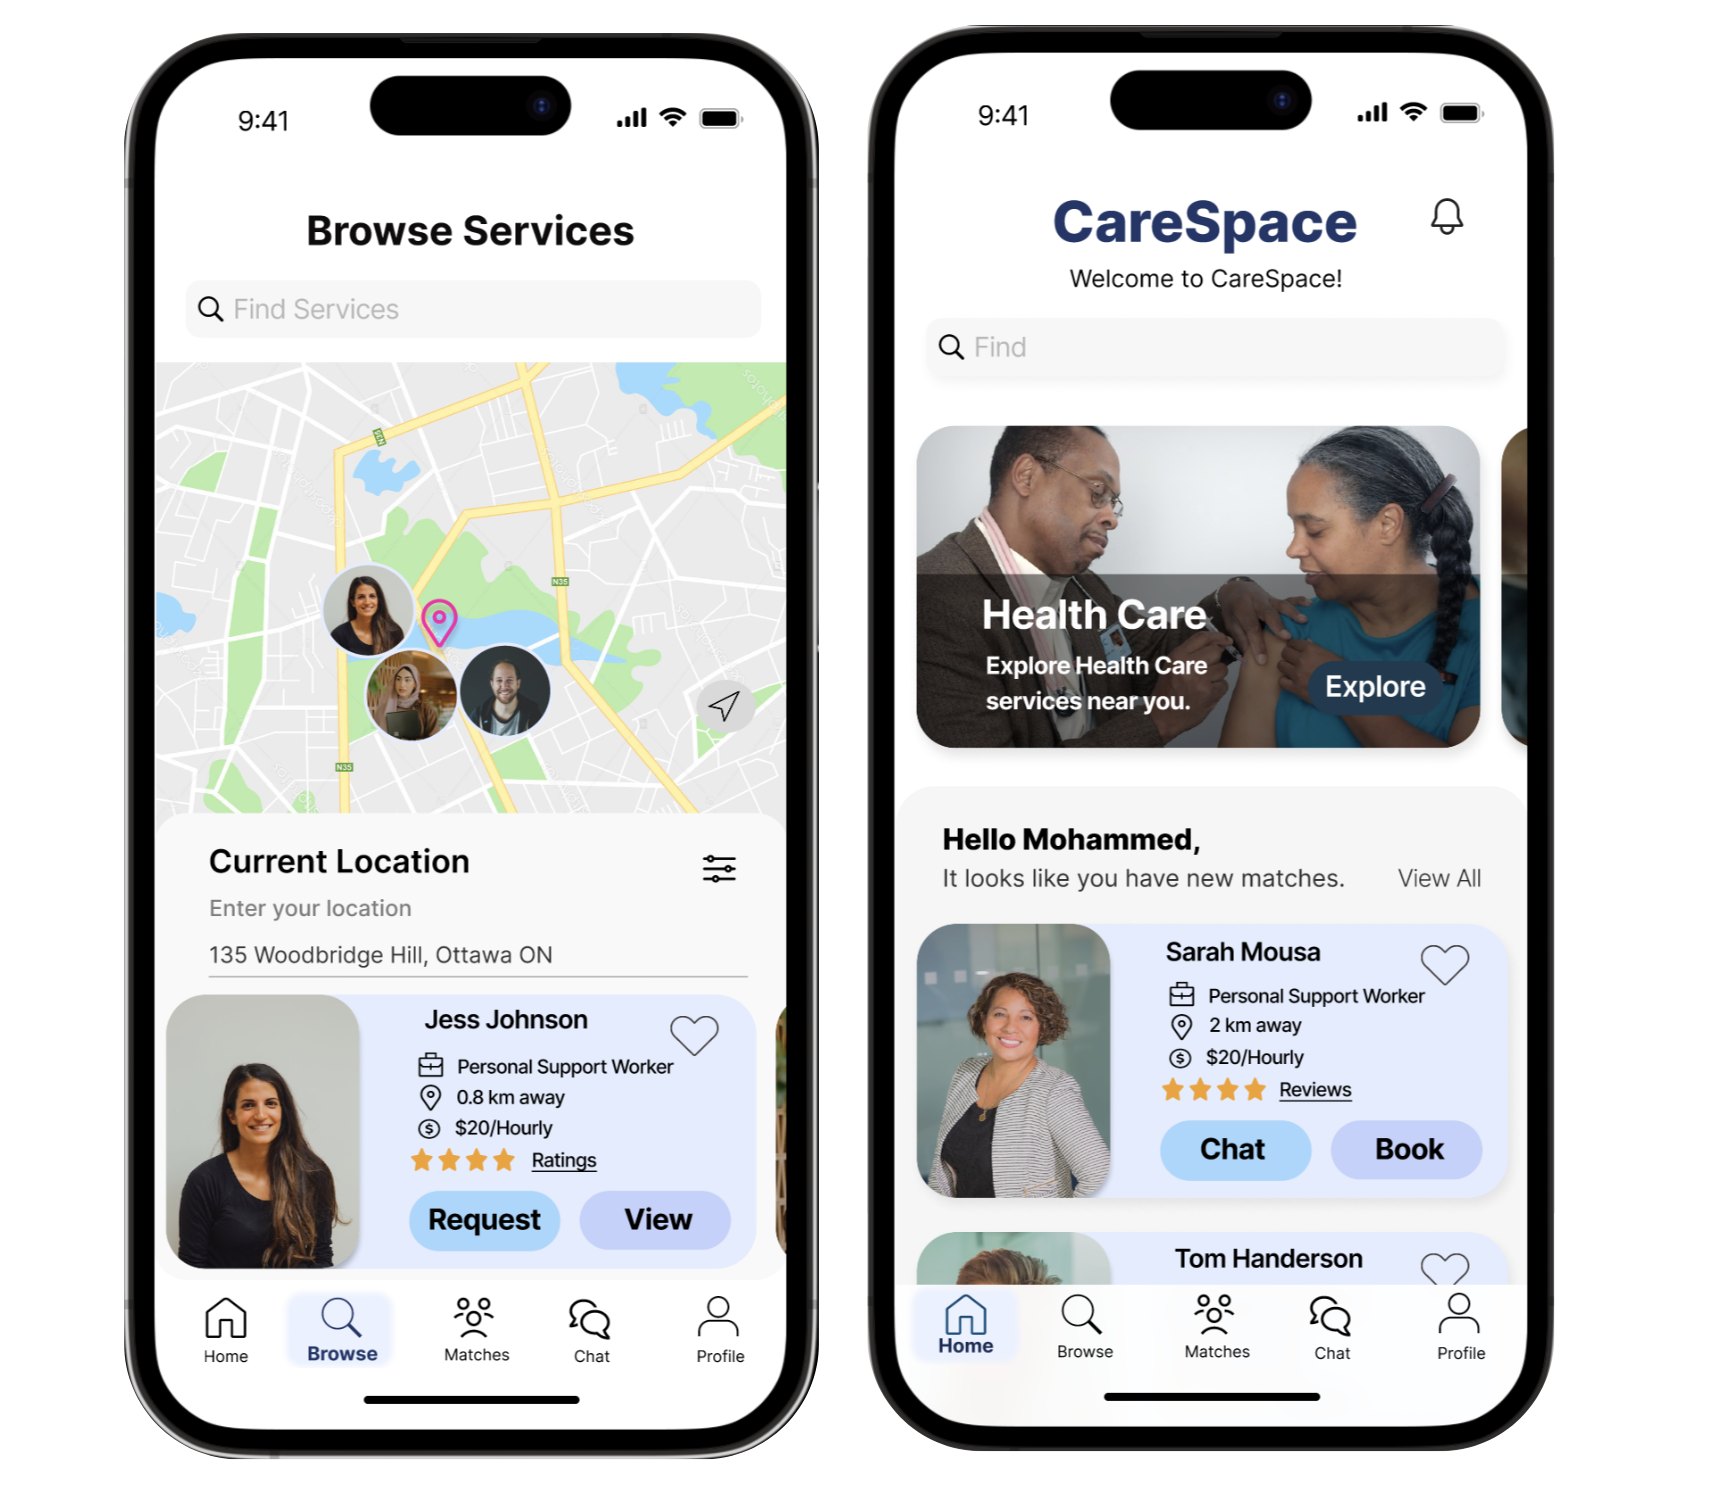 9:41
Browse Services
Find Services
N35
N35
Current Location
Enter your location
135 Woodbridge Hill, Ottawa ON
Jess Johnson
Personal Support Worker
0.8 km away
$20/Hourly
Ratings
Request
View
Home
Browse
Matches
Chat
Profile
9:41
CareSpace
Welcome to CareSpace!
Find
Health Care
Explore Health Care
services near you.
Explore
Hello Mohammed,
It looks like you have new matches.
View All
Sarah Mousa
Personal Support Worker
2 km away
$20/Hourly
Reviews
Chat
Book
Tom Handerson
Home
Browse
Matches
Chat
Profile